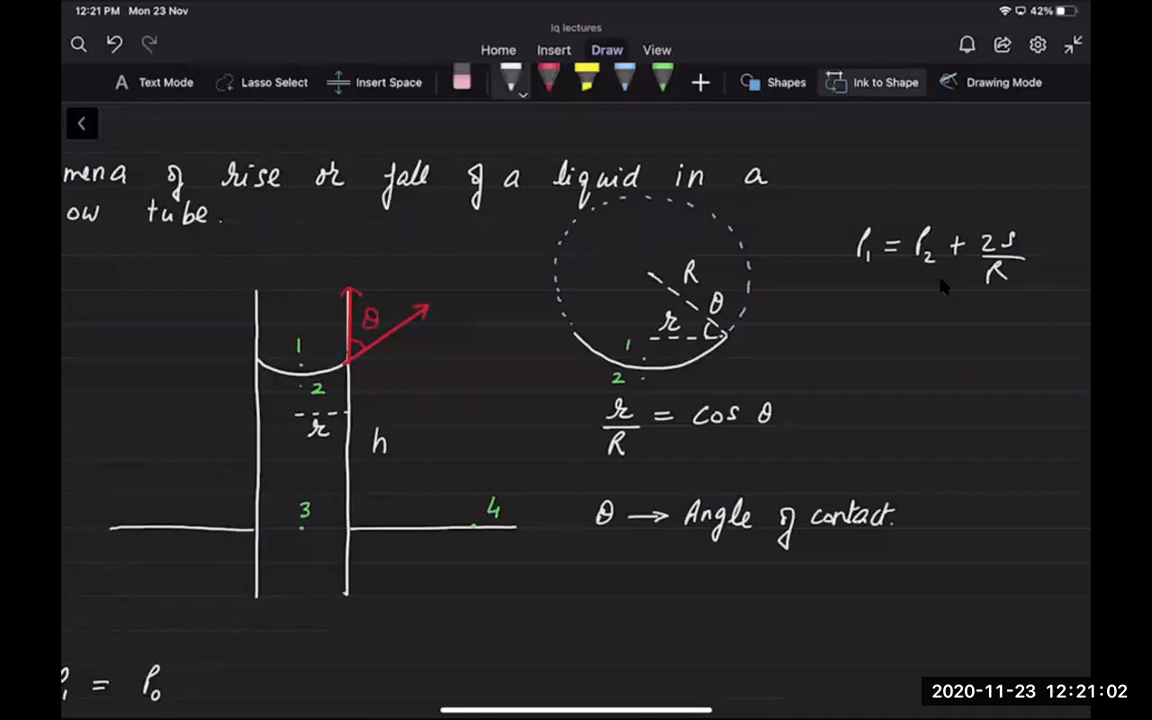 12:21 PM Mon 23 Nov
42%
Iq lectures
Home Insert Draw View
Text Mode Lasso Select Insert Space Shapes Ink to Shape Drawing Mode
mena of rise or fall of a liquid in a
ow tube.
P₁ = P₂ + 2S/R
R
θ
r
1
2
θ
1
2
r
h
r/R = cos θ
3
4
θ → Angle of contact.
P₁ = P₀
2020-11-23 12:21:02